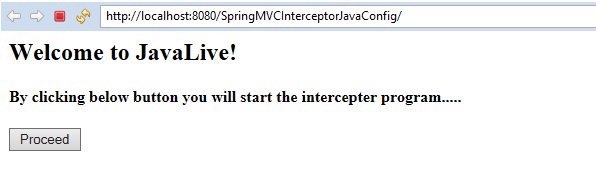 http://localhost:8080/SpringMVCInterceptorJavaConfig/
Welcome to JavaLive!
By clicking below button you will start the intercepter program.....
Proceed